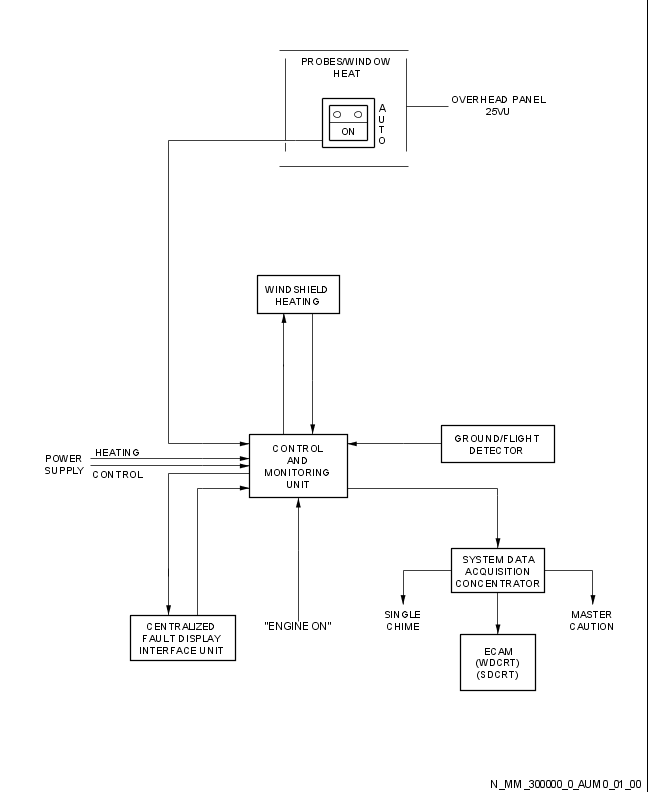 PROBES/WINDOW
HEAT
A
U
T
O
ON
OVERHEAD PANEL
25VU
WINDSHIELD
HEATING
GROUND/FLIGHT
DETECTOR
CONTROL
AND
MONITORING
UNIT
POWER
SUPPLY
HEATING
CONTROL
SYSTEM DATA
ACQUISITION
CONCENTRATOR
SINGLE
CHIME
MASTER
CAUTION
CENTRALIZED
FAULT DISPLAY
INTERFACE UNIT
"ENGINE ON"
ECAM
(WDCRT)
(SDCRT)
N_MM_300000_0_AUM0_01_00